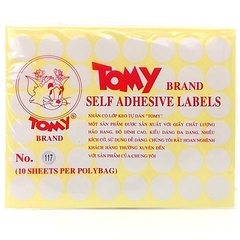 TOMY BRAND
SELF ADHESIVE LABELS
NHÃN CÓ LỚP KEO TỰ DÁN "TOMY"
MỘT SẢN PHẨM ĐƯỢC SẢN XUẤT VỚI GIẤY CHẤT LƯỢNG
HẢO HẠNG, ĐỘ DÍNH CAO, KIỂU DÁNG ĐA DẠNG, NHIỀU
KÍCH CỠ, SỬ DỤNG DỄ DÀNG. CHÚNG TÔI RẤT HOAN NGHÊNH
KHÁCH HÀNG THƯỜNG XUYÊN ĐẾN
VỚI SẢN PHẨM CỦA CHÚNG TÔI
TOMY
BRAND
No. 117
(10 SHEETS PER POLYBAG)